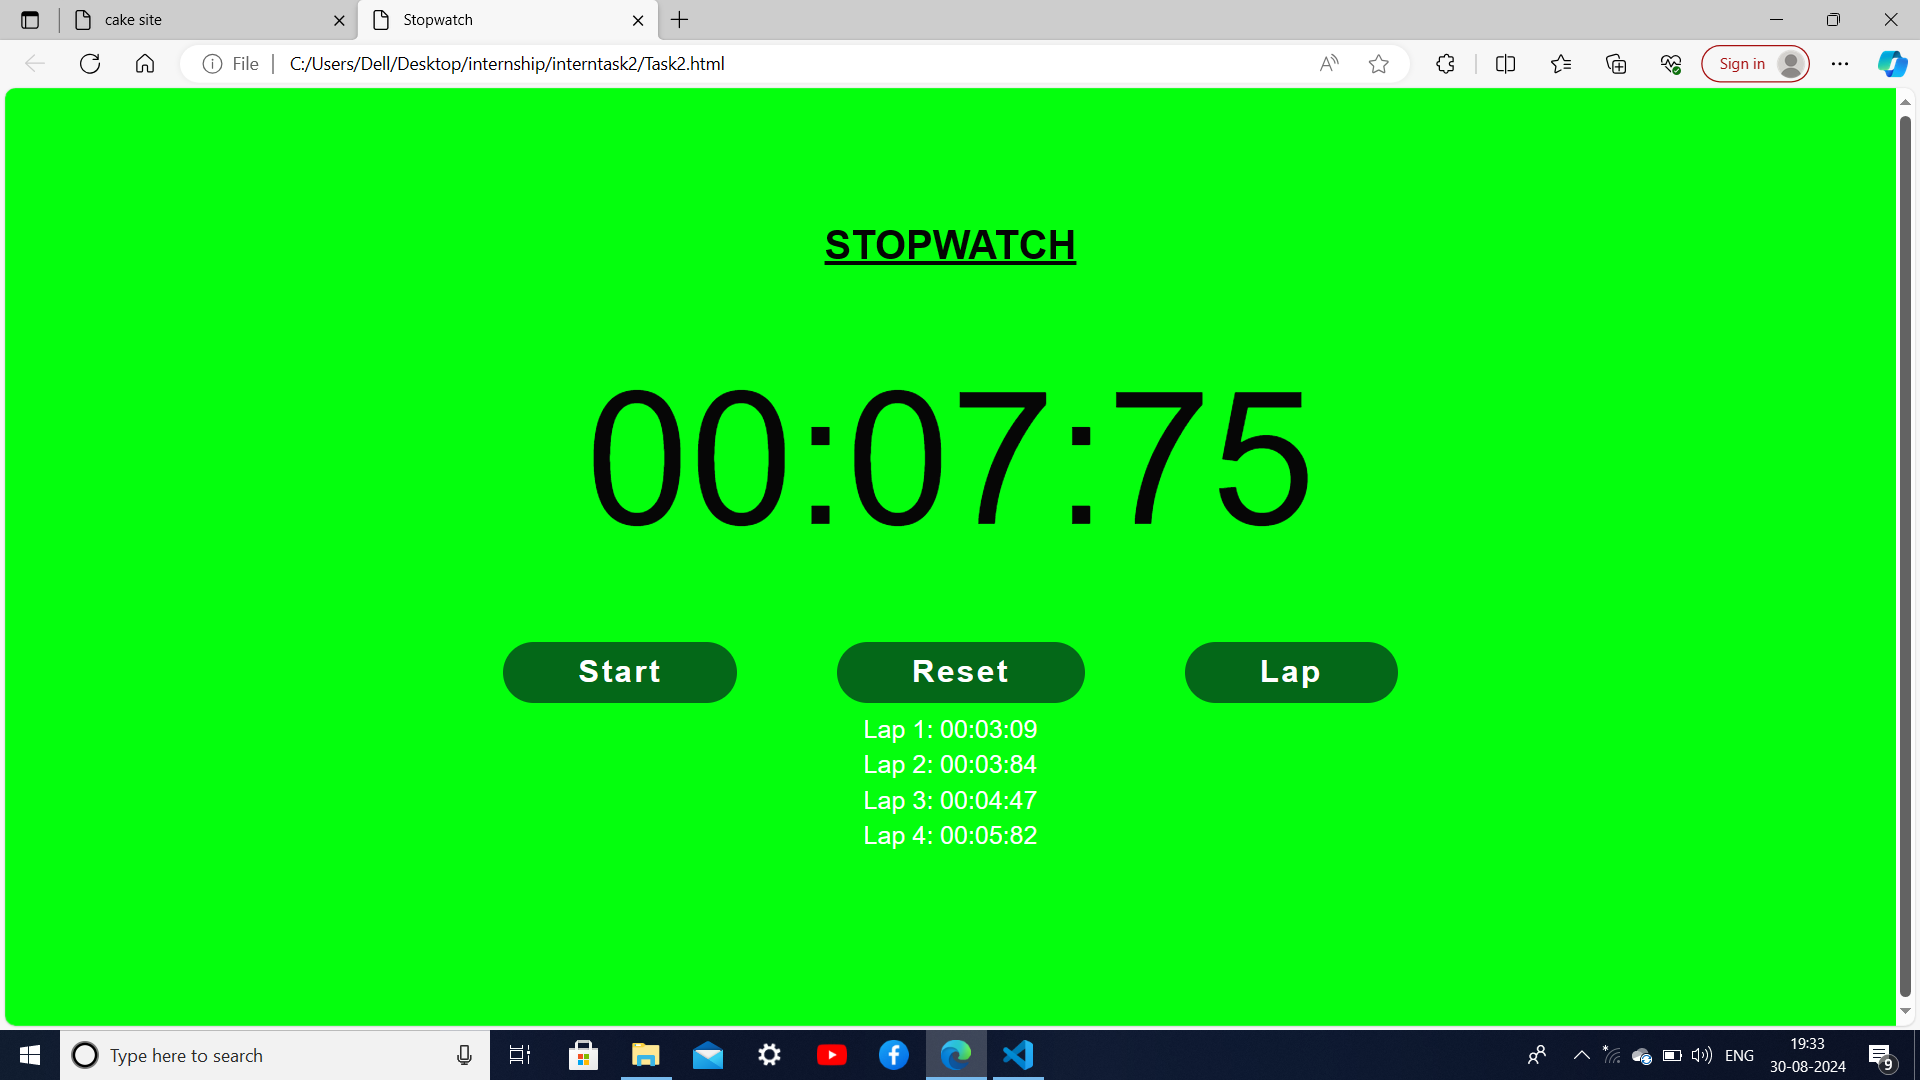 cake site
Stopwatch
File
C:/Users/Dell/Desktop/internship/interntask2/Task2.html
Sign in
STOPWATCH
00:07:75
Start Reset Lap
Lap 1: 00:03:09
Lap 2: 00:03:84
Lap 3: 00:04:47
Lap 4: 00:05:82
Type here to search
ENG
19:33
30-08-2024
9